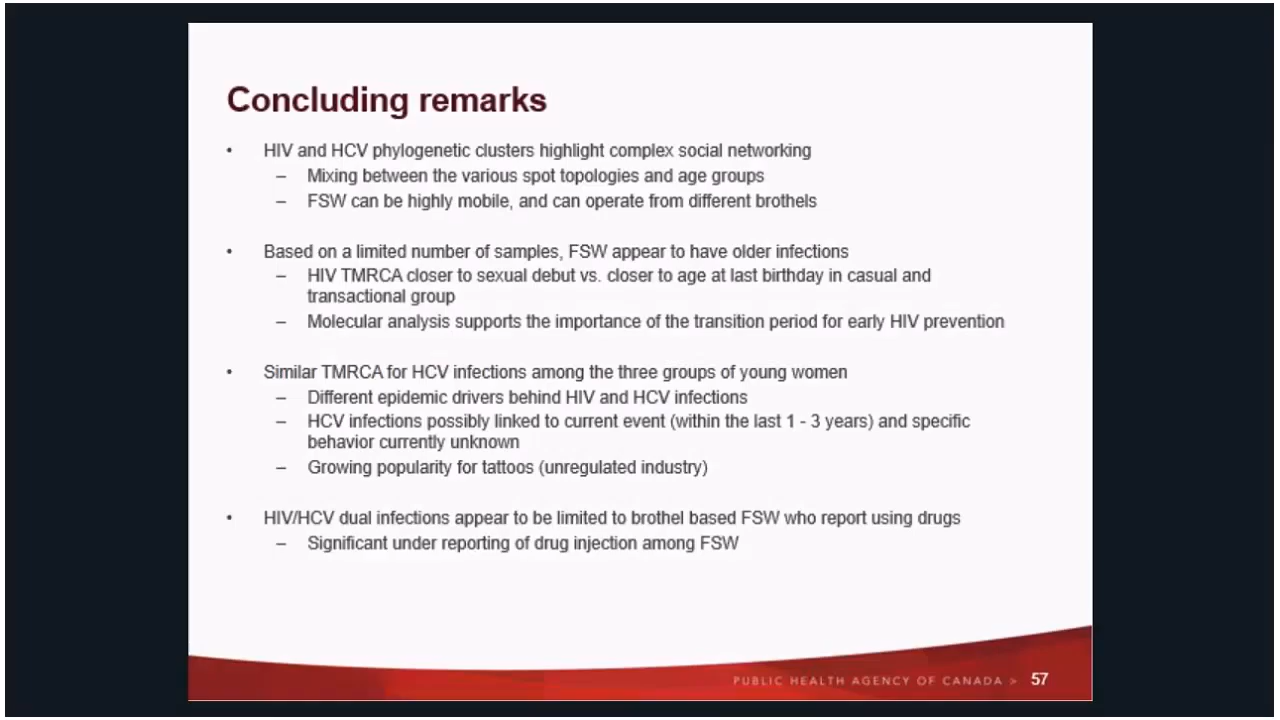 Concluding remarks
• HIV and HCV phylogenetic clusters highlight complex social networking
– Mixing between the various spot topologies and age groups
– FSW can be highly mobile, and can operate from different brothels
• Based on a limited number of samples, FSW appear to have older infections
– HIV TMRCA closer to sexual debut vs. closer to age at last birthday in casual and
transactional group
– Molecular analysis supports the importance of the transition period for early HIV prevention
• Similar TMRCA for HCV infections among the three groups of young women
– Different epidemic drivers behind HIV and HCV infections
– HCV infections possibly linked to current event (within the last 1 - 3 years) and specific
behavior currently unknown
– Growing popularity for tattoos (unregulated industry)
• HIV/HCV dual infections appear to be limited to brothel based FSW who report using drugs
– Significant under reporting of drug injection among FSW
PUBLIC HEALTH AGENCY OF CANADA > 57